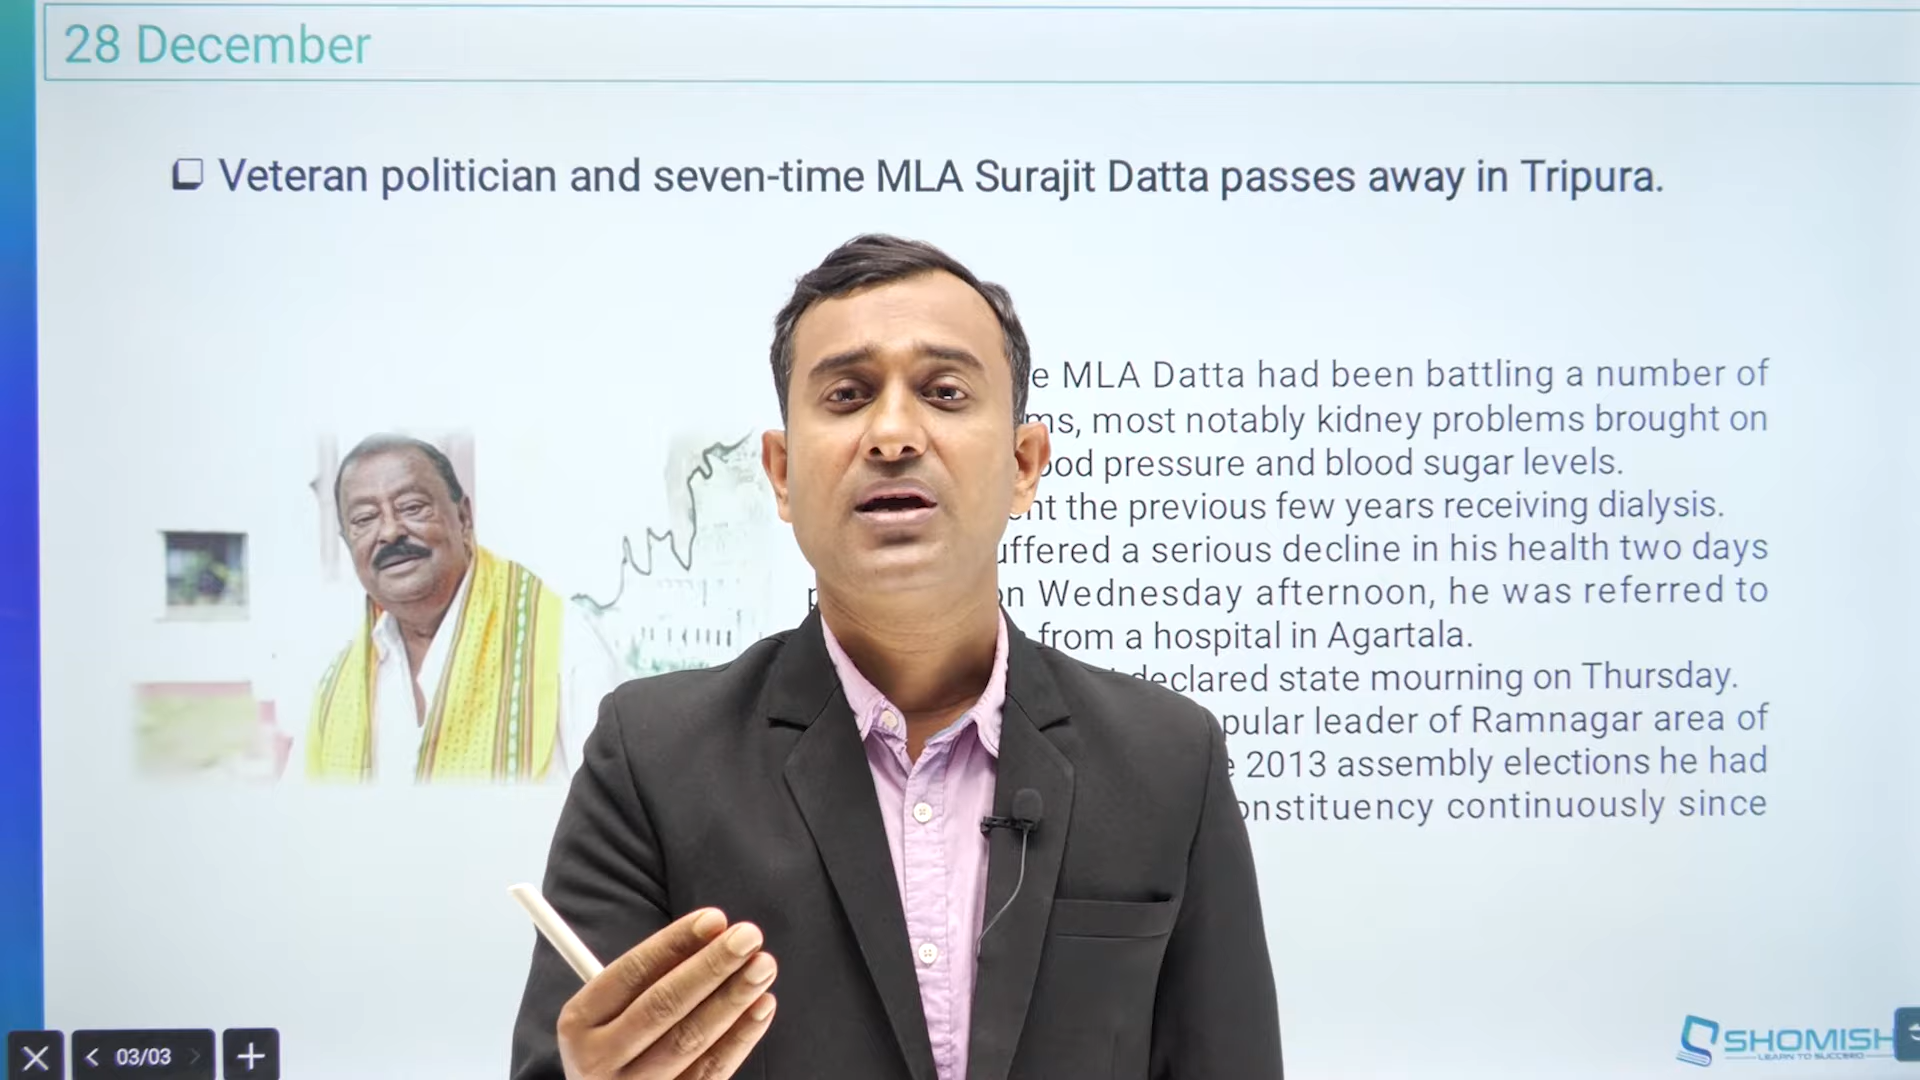 28 December
Veteran politician and seven-time MLA Surajit Datta passes away in Tripura.
MLA Datta had been battling a number of
most notably kidney problems brought on
pressure and blood sugar levels.
the previous few years receiving dialysis.
a serious decline in his health two days
Wednesday afternoon, he was referred to
from a hospital in Agartala.
declared state mourning on Thursday.
leader of Ramnagar area of
2013 assembly elections he had
continuously since
03/03
SHOMISH
LEARN TO SUCCEED